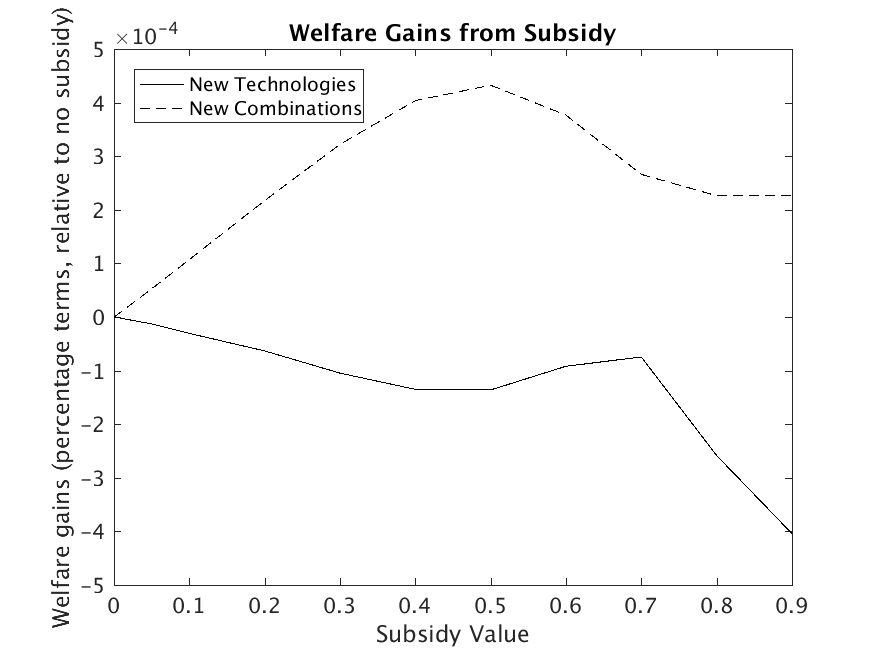 Welfare Gains from Subsidy
×10⁻⁴
Welfare gains (percentage terms, relative to no subsidy)
5
4
3
2
1
0
-1
-2
-3
-4
-5
New Technologies
New Combinations
0 0.1 0.2 0.3 0.4 0.5 0.6 0.7 0.8 0.9
Subsidy Value